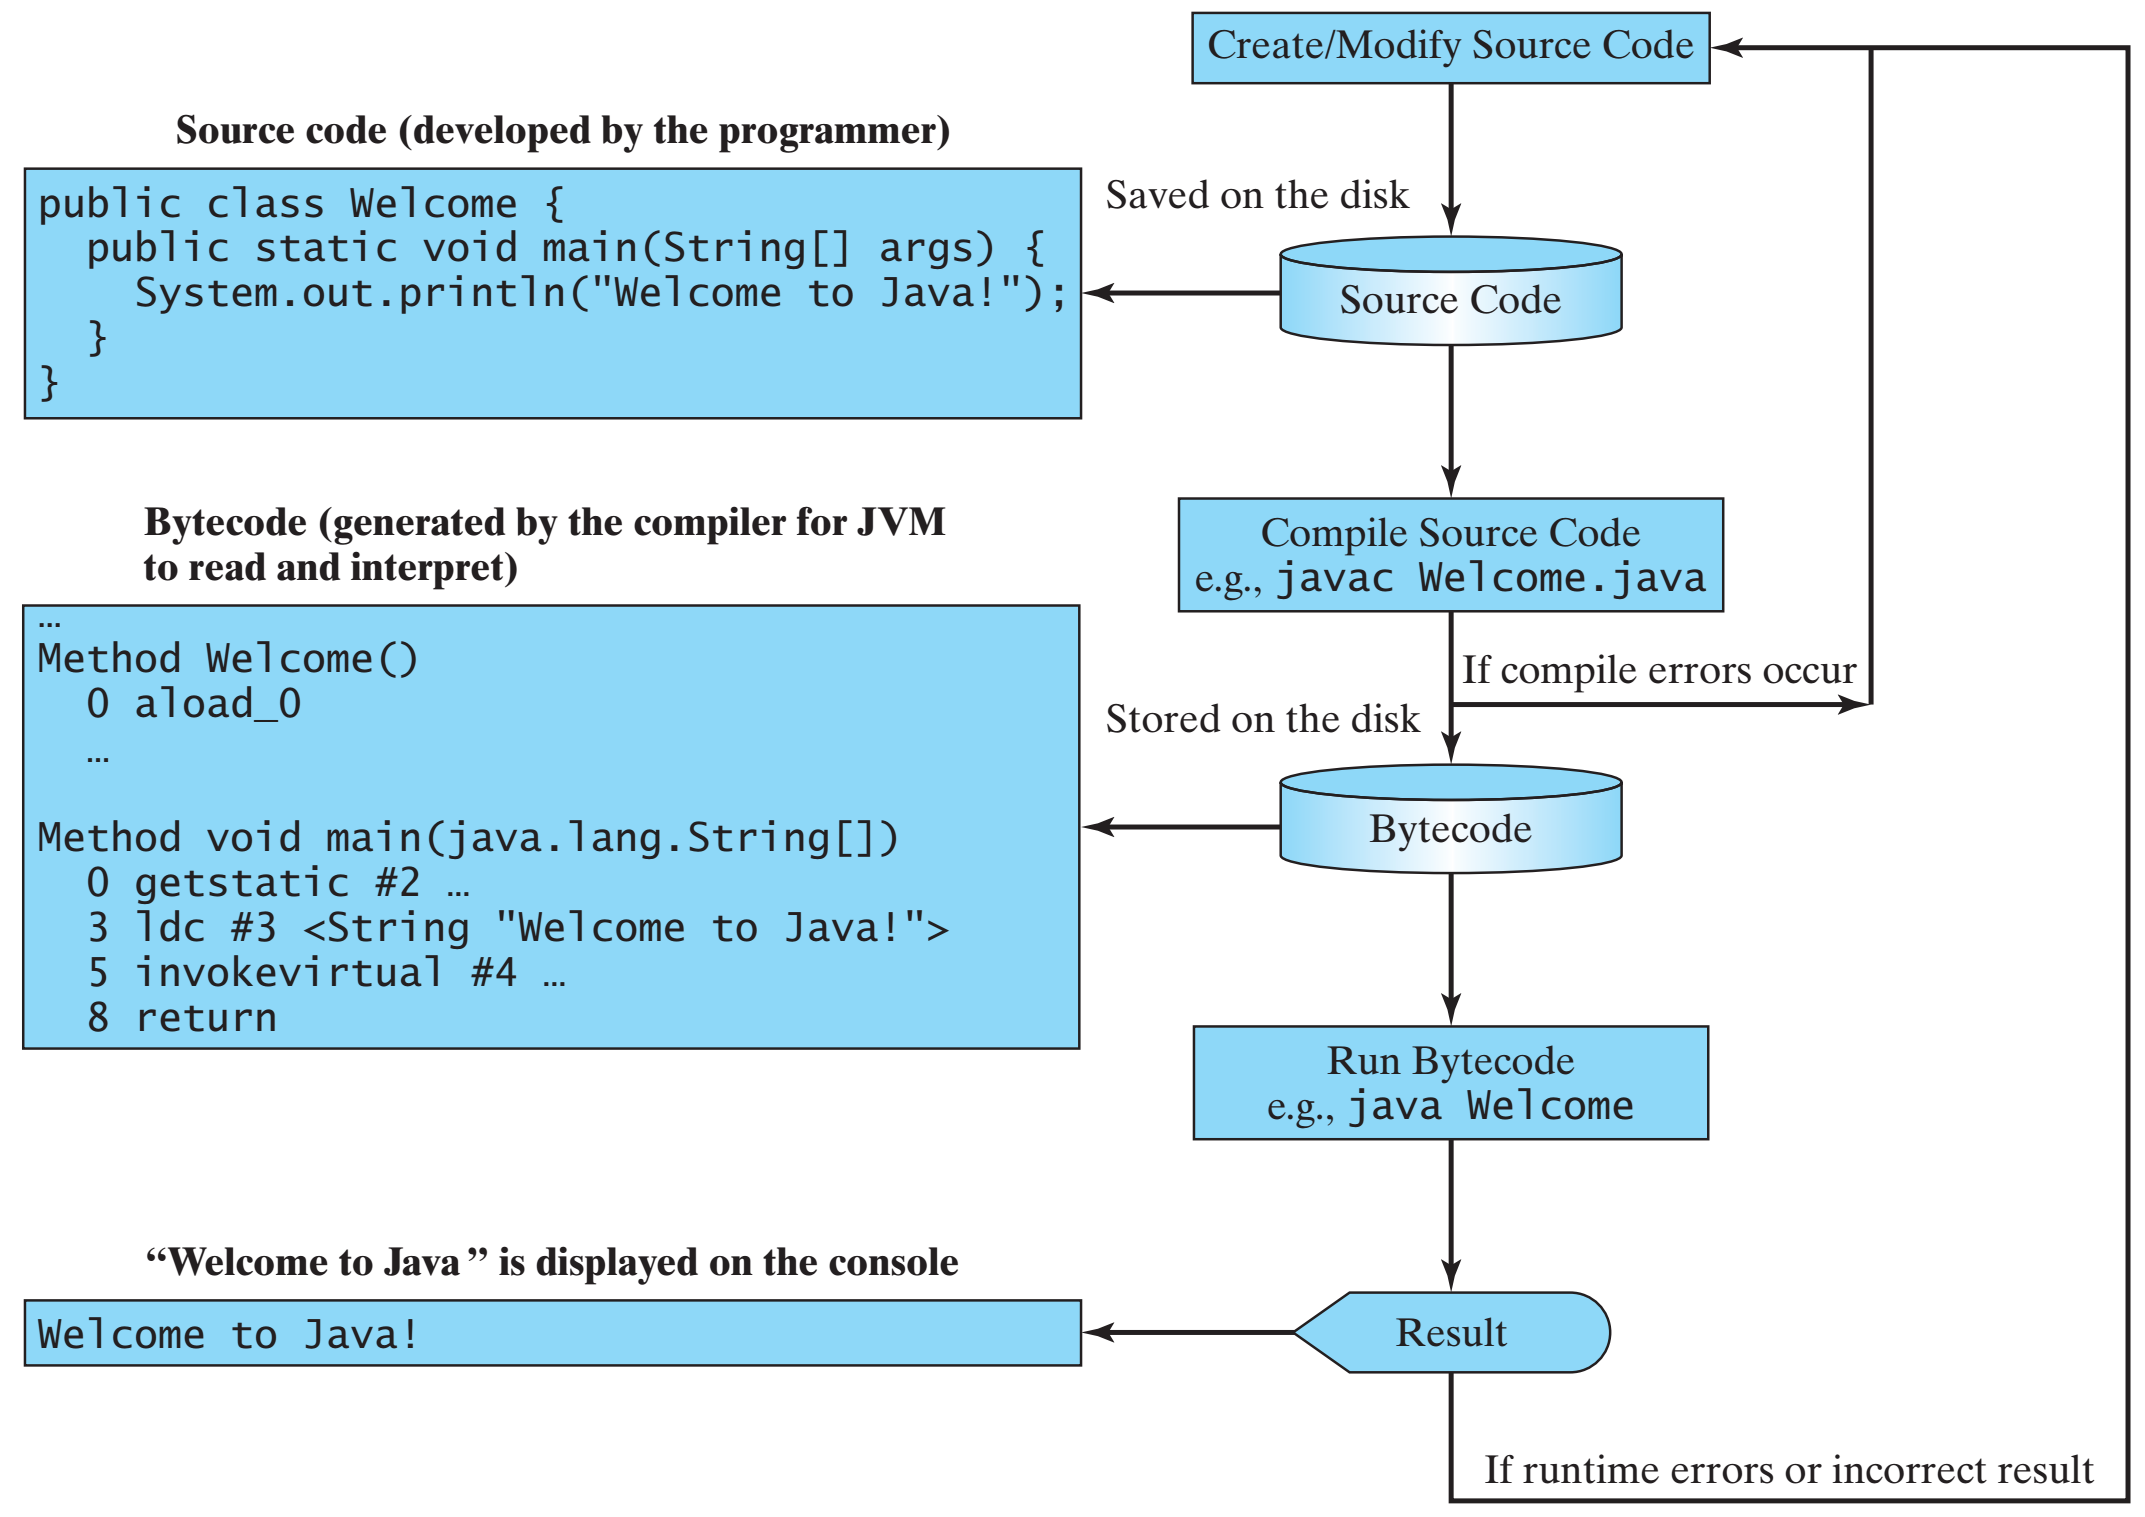 Create/Modify Source Code
Source code (developed by the programmer)
public class Welcome {
  public static void main(String[] args) {
    System.out.println("Welcome to Java!");
  }
}
Saved on the disk
Source Code
Compile Source Code
e.g., javac Welcome.java
If compile errors occur
Bytecode (generated by the compiler for JVM
to read and interpret)
…
Method Welcome()
  0 aload_0
  …
Method void main(java.lang.String[])
  0 getstatic #2 …
  3 ldc #3 <String "Welcome to Java!">
  5 invokevirtual #4 …
  8 return
Stored on the disk
Bytecode
Run Bytecode
e.g., java Welcome
“Welcome to Java” is displayed on the console
Welcome to Java!
Result
If runtime errors or incorrect result